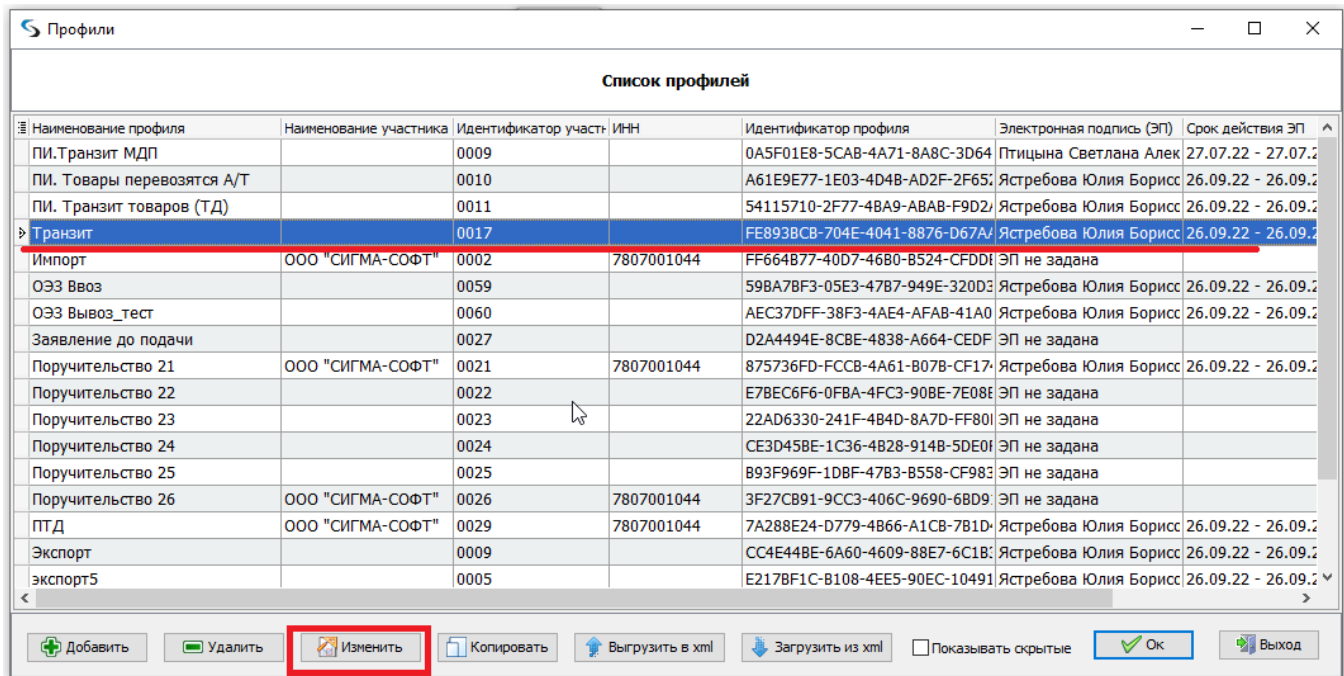 Профили
Список профилей
Наименование профиля Наименование участника Идентификатор участн ИНН Идентификатор профиля Электронная подпись (ЭП) Срок действия ЭП
ПИ.Транзит МДП 0009 0A5F01E8-5CAB-4A71-8A8C-3D64 Птицына Светлана Алек 27.07.22 - 27.07.2
ПИ. Товары перевозятся А/Т 0010 A61E9E77-1E03-4D4B-AD2F-2F652 Ястребова Юлия Борисс 26.09.22 - 26.09.2
ПИ. Транзит товаров (ТД) 0011 54115710-2F77-4BA9-ABAB-F9D2 Ястребова Юлия Борисс 26.09.22 - 26.09.2
Транзит 0017 FE893BCB-704E-4041-8876-D67A Ястребова Юлия Борисс 26.09.22 - 26.09.2
Импорт ООО "СИГМА-СОФТ" 0002 7807001044 FF664B77-40D7-46B0-B524-CFDD ЭП не задана
ОЭЗ Ввоз 0059 59BA7BF3-05E3-47B7-949E-320D3 Ястребова Юлия Борисс 26.09.22 - 26.09.2
ОЭЗ Вывоз_тест 0060 AEC37DFF-38F3-4AE4-AFAB-41A0 Ястребова Юлия Борисс 26.09.22 - 26.09.2
Заявление до подачи 0027 D2A4494E-8CBE-4838-A664-CEDF ЭП не задана
Поручительство 21 ООО "СИГМА-СОФТ" 0021 7807001044 875736FD-FCCB-4A61-B07B-CF17 Ястребова Юлия Борисс 26.09.22 - 26.09.2
Поручительство 22 0022 E7BEC6F6-0FBA-4FC3-90BE-7E08E ЭП не задана
Поручительство 23 0023 22AD6330-241F-4B4D-8A7D-FF80 ЭП не задана
Поручительство 24 0024 CE3D45BE-1C36-4B28-914B-5DE0 ЭП не задана
Поручительство 25 0025 B93F969F-1DBF-47B3-B558-CF983 ЭП не задана
Поручительство 26 ООО "СИГМА-СОФТ" 0026 7807001044 3F27CB91-9CC3-406C-9690-6BD9 ЭП не задана
ПТД ООО "СИГМА-СОФТ" 0029 7807001044 7A288E24-D779-4B66-A1CB-7B1D Ястребова Юлия Борисс 26.09.22 - 26.09.2
Экспорт 0009 CC4E44BE-6A60-4609-88E7-6C1B Ястребова Юлия Борисс 26.09.22 - 26.09.2
экспорт5 0005 E217BF1C-B108-4EE5-90EC-10491 Ястребова Юлия Борисс 26.09.22 - 26.09.2
Добавить Удалить Изменить Копировать Выгрузить в xml Загрузить из xml Показывать скрытые Ок Выход